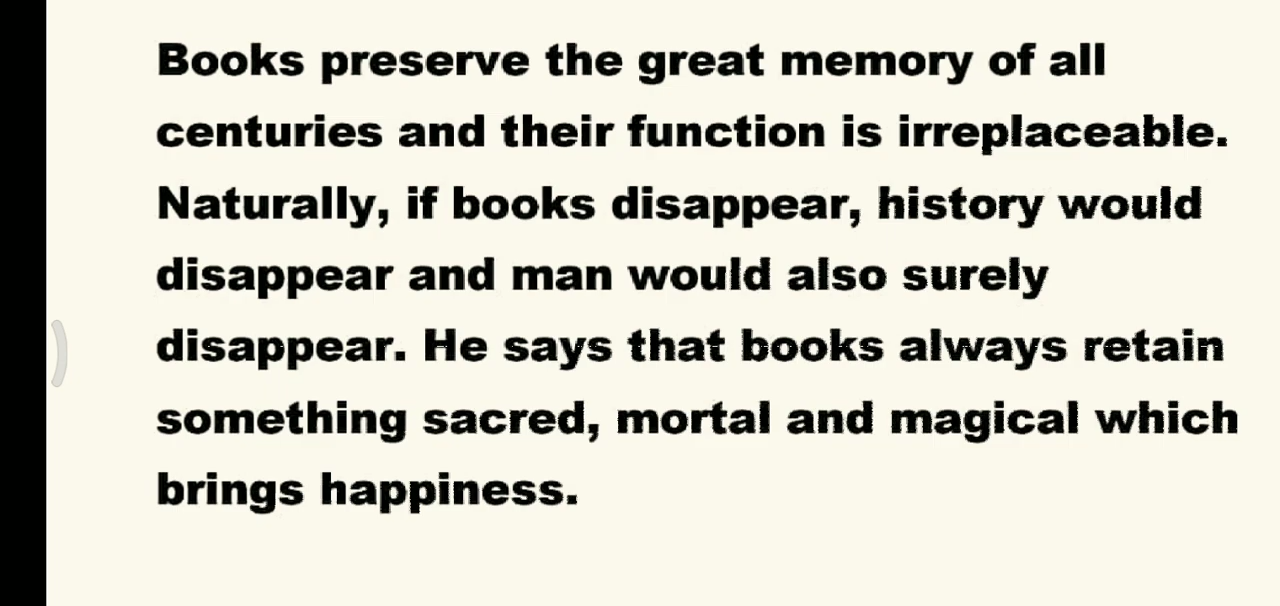 Books preserve the great memory of all
centuries and their function is irreplaceable.
Naturally, if books disappear, history would
disappear and man would also surely
disappear. He says that books always retain
something sacred, mortal and magical which
brings happiness.